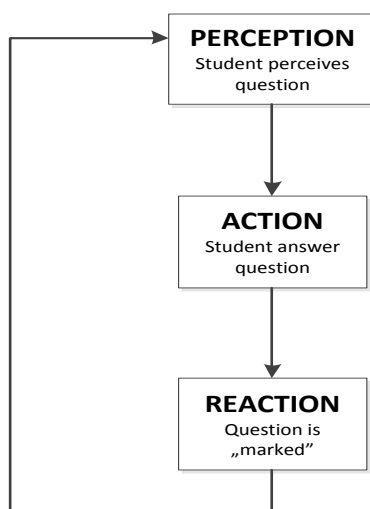 PERCEPTION
Student perceives
question
ACTION
Student answer
question
REACTION
Question is
„marked”